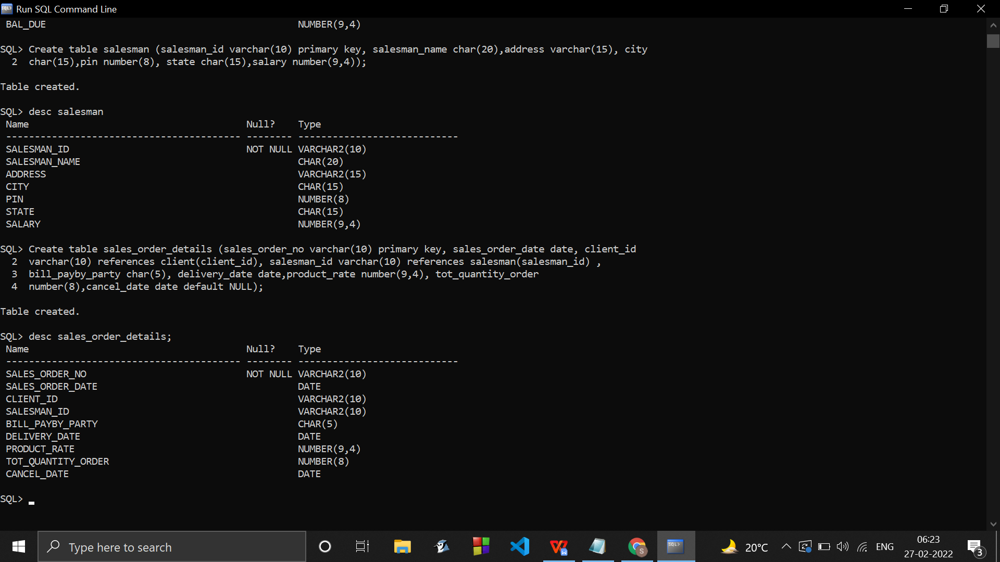 Run SQL Command Line
BAL_DUE NUMBER(9,4)
SQL> Create table salesman (salesman_id varchar(10) primary key, salesman_name char(20),address varchar(15), city
2 char(15),pin number(8), state char(15),salary number(9,4));
Table created.
SQL> desc salesman
Name Null? Type
----------------------------------------- -------- ----------------------------
SALESMAN_ID NOT NULL VARCHAR2(10)
SALESMAN_NAME CHAR(20)
ADDRESS VARCHAR2(15)
CITY CHAR(15)
PIN NUMBER(8)
STATE CHAR(15)
SALARY NUMBER(9,4)
SQL> Create table sales_order_details (sales_order_no varchar(10) primary key, sales_order_date date, client_id
2 varchar(10) references client(client_id), salesman_id varchar(10) references salesman(salesman_id) ,
3 bill_payby_party char(5), delivery_date date,product_rate number(9,4), tot_quantity_order
4 number(8),cancel_date date default NULL);
Table created.
SQL> desc sales_order_details;
Name Null? Type
----------------------------------------- -------- ----------------------------
SALES_ORDER_NO NOT NULL VARCHAR2(10)
SALES_ORDER_DATE DATE
CLIENT_ID VARCHAR2(10)
SALESMAN_ID VARCHAR2(10)
BILL_PAYBY_PARTY CHAR(5)
DELIVERY_DATE DATE
PRODUCT_RATE NUMBER(9,4)
TOT_QUANTITY_ORDER NUMBER(8)
CANCEL_DATE DATE
SQL>
Type here to search
20°C
ENG
06:23
27-02-2022
3